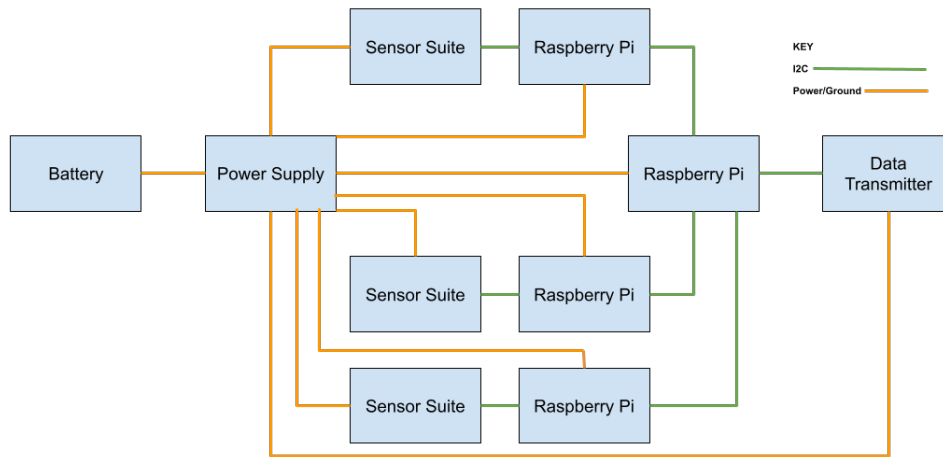 Sensor Suite
Raspberry Pi
KEY
I2C
Power/Ground
Battery
Power Supply
Raspberry Pi
Data
Transmitter
Sensor Suite
Raspberry Pi
Sensor Suite
Raspberry Pi